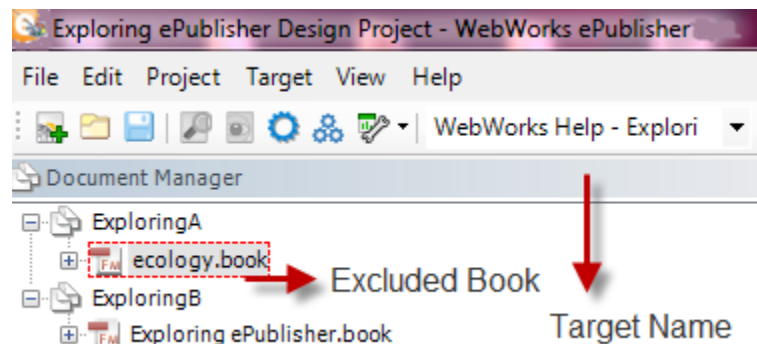 Exploring ePublisher Design Project - WebWorks ePublisher
File Edit Project Target View Help
WebWorks Help - Explori
Document Manager
ExploringA
ecology.book
Excluded Book
ExploringB
Exploring ePublisher.book
Target Name